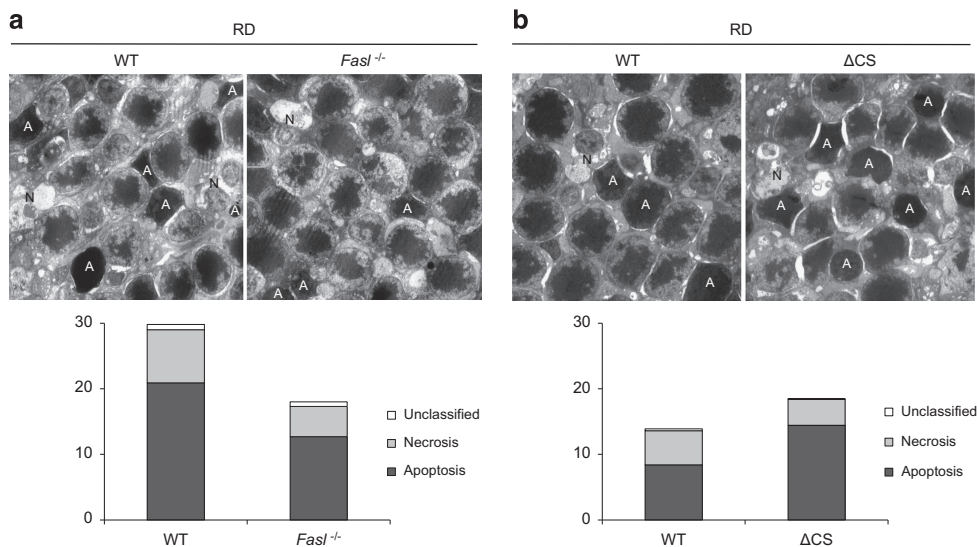 a
RD
WT Fasl -/-
A A A N N A A A
N A A A
30
20
10
0
WT Fasl -/-
Unclassified
Necrosis
Apoptosis
b
RD
WT ΔCS
N A A A
A A A N A A A A
30
20
10
0
WT ΔCS
Unclassified
Necrosis
Apoptosis